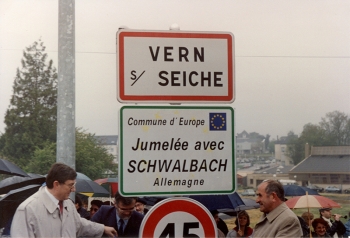 VERN
S/ SEICHE
Commune d'Europe
Jumelée avec
SCHWALBACH
Allemagne
45